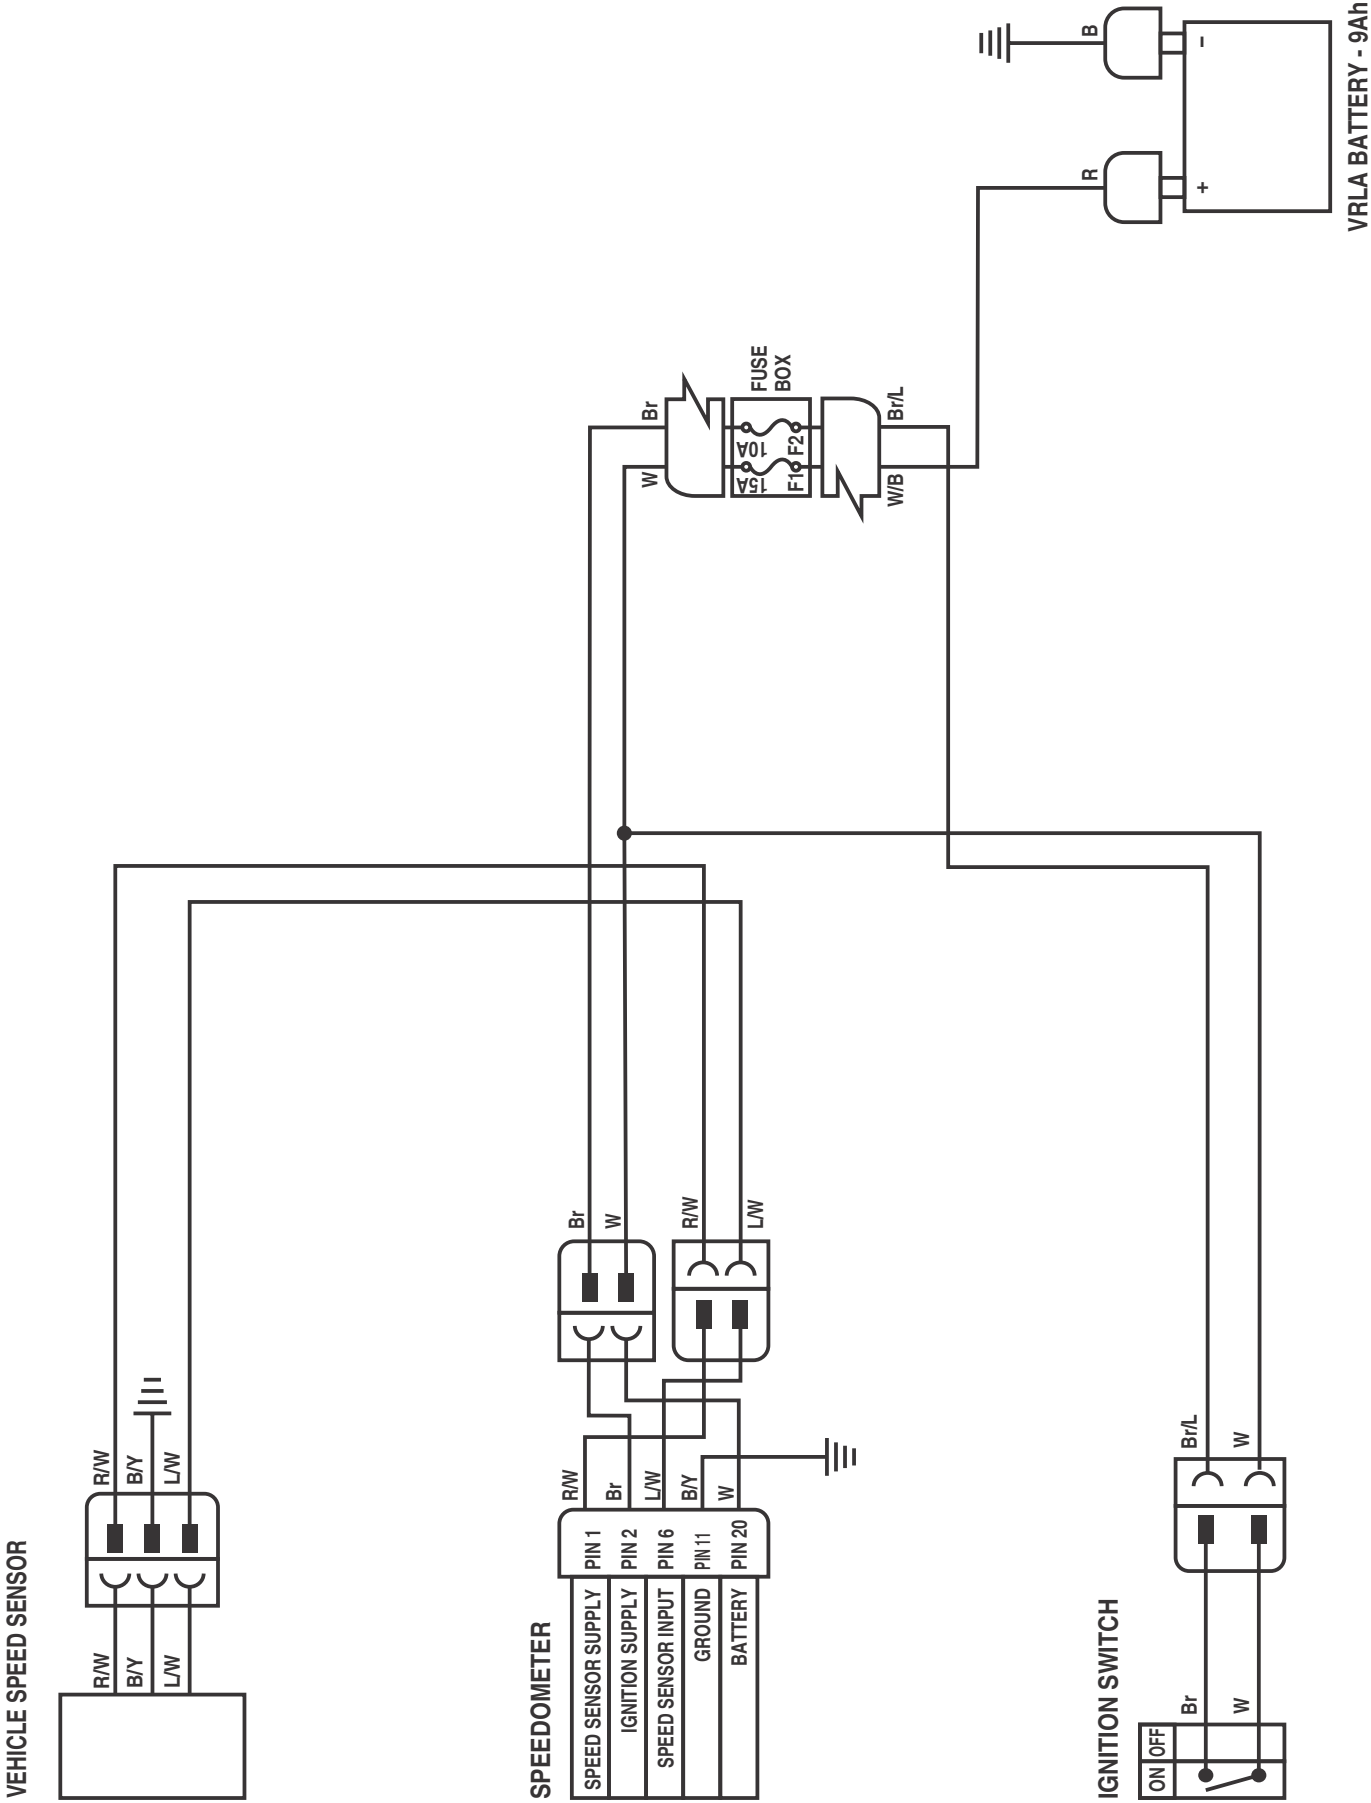 VEHICLE SPEED SENSOR
R/W
B/Y
L/W
R/W
B/Y
L/W
SPEEDOMETER
SPEED SENSOR SUPPLY
IGNITION SUPPLY
SPEED SENSOR INPUT
GROUND
BATTERY
PIN 1
PIN 2
PIN 6
PIN 11
PIN 20
R/W
Br
L/W
B/Y
W
Br
W
R/W
L/W
Br
W
15A
10A
F1
F2
FUSE
BOX
W/B
Br/L
IGNITION SWITCH
ON
OFF
Br
W
Br/L
W
R
B
+
-
VRLA BATTERY - 9Ah